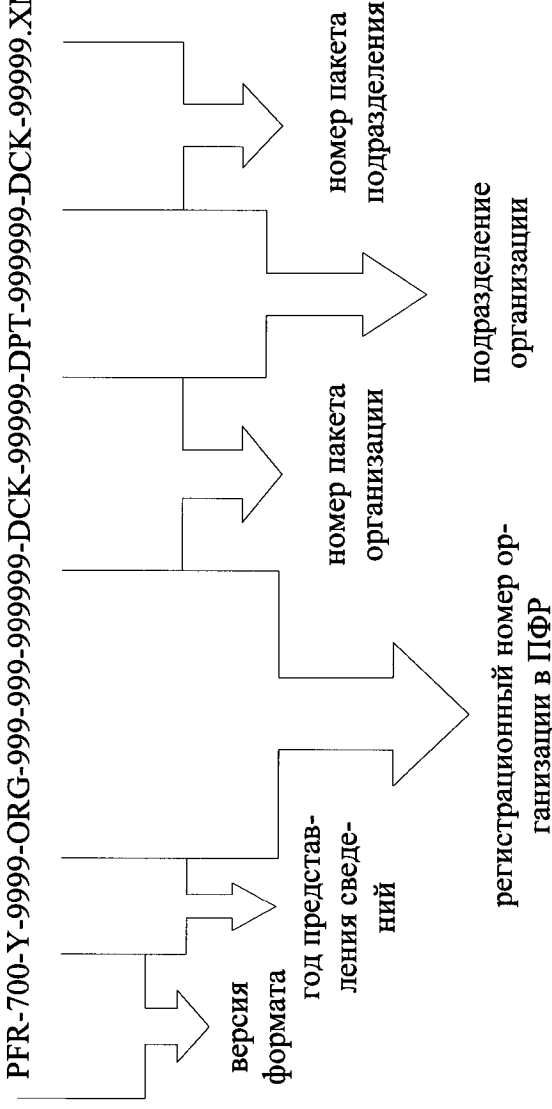 PFR-700-Y-9999-ORG-999-999-999999-DCK-99999-DPT-999999-DCK-99999.XM
версия
формата
год представ-
ления сведе-
ний
регистрационный номер ор-
ганизации в ПФР
номер пакета
организации
подразделение
организации
номер пакета
подразделения